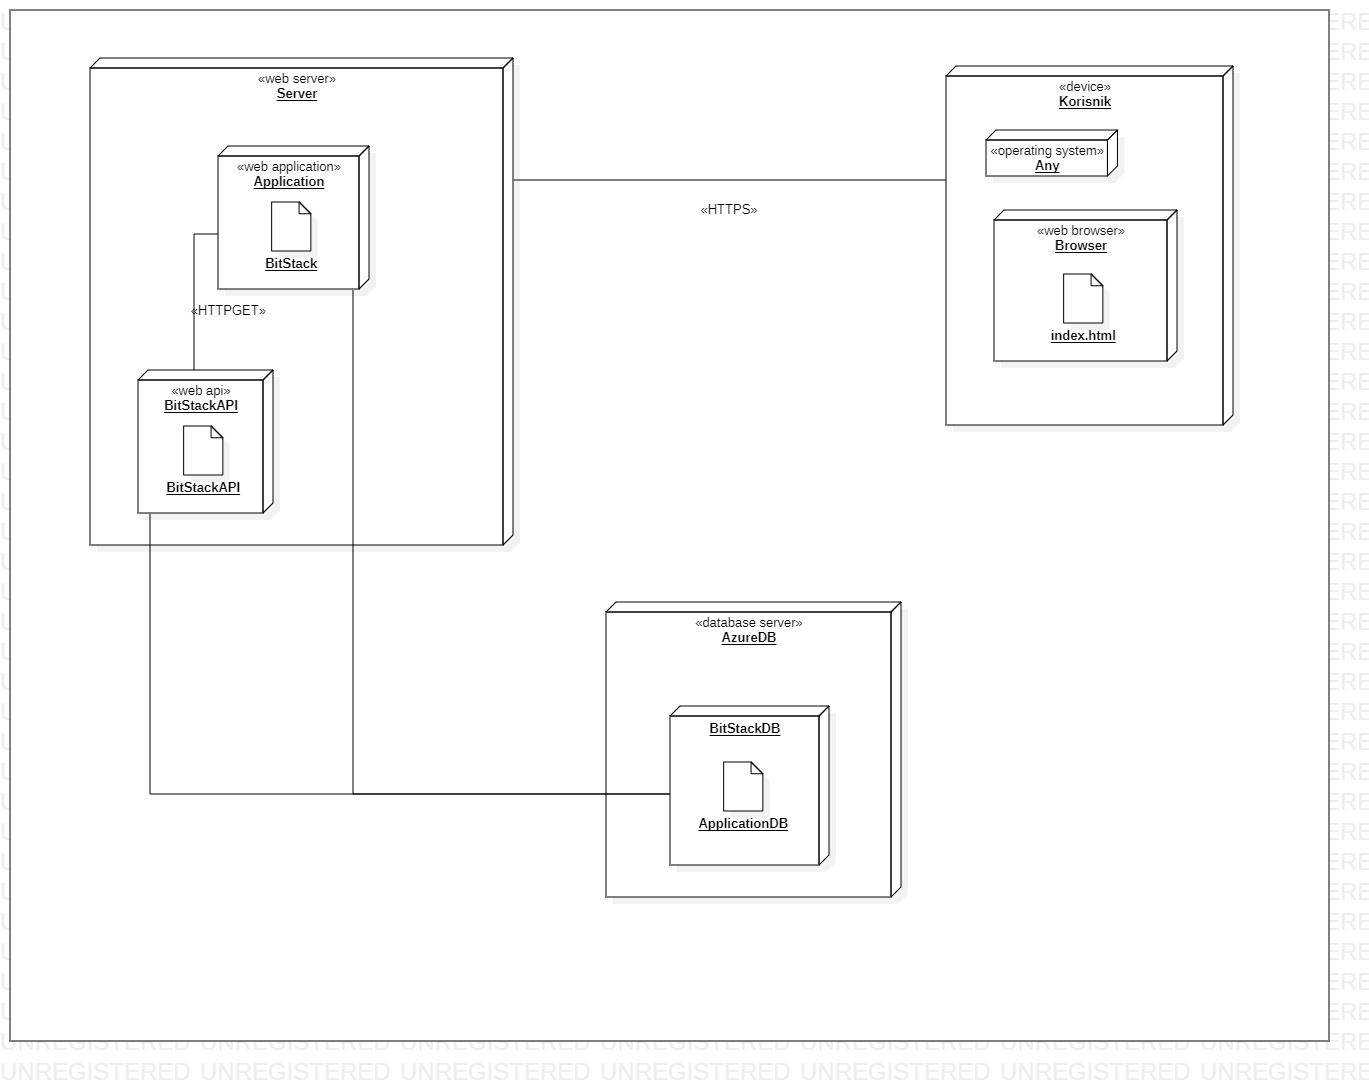 «web server»
Server
«web application»
Application
BitStack
«HTTPGET»
«web api»
BitStackAPI
BitStackAPI
«HTTPS»
«device»
Korisnik
«operating system»
Any
«web browser»
Browser
index.html
«database server»
AzureDB
BitStackDB
ApplicationDB
UNREGISTERED UNREGISTERED UNREGISTERED UNREGISTERED UNREGISTERED UNREGISTERED